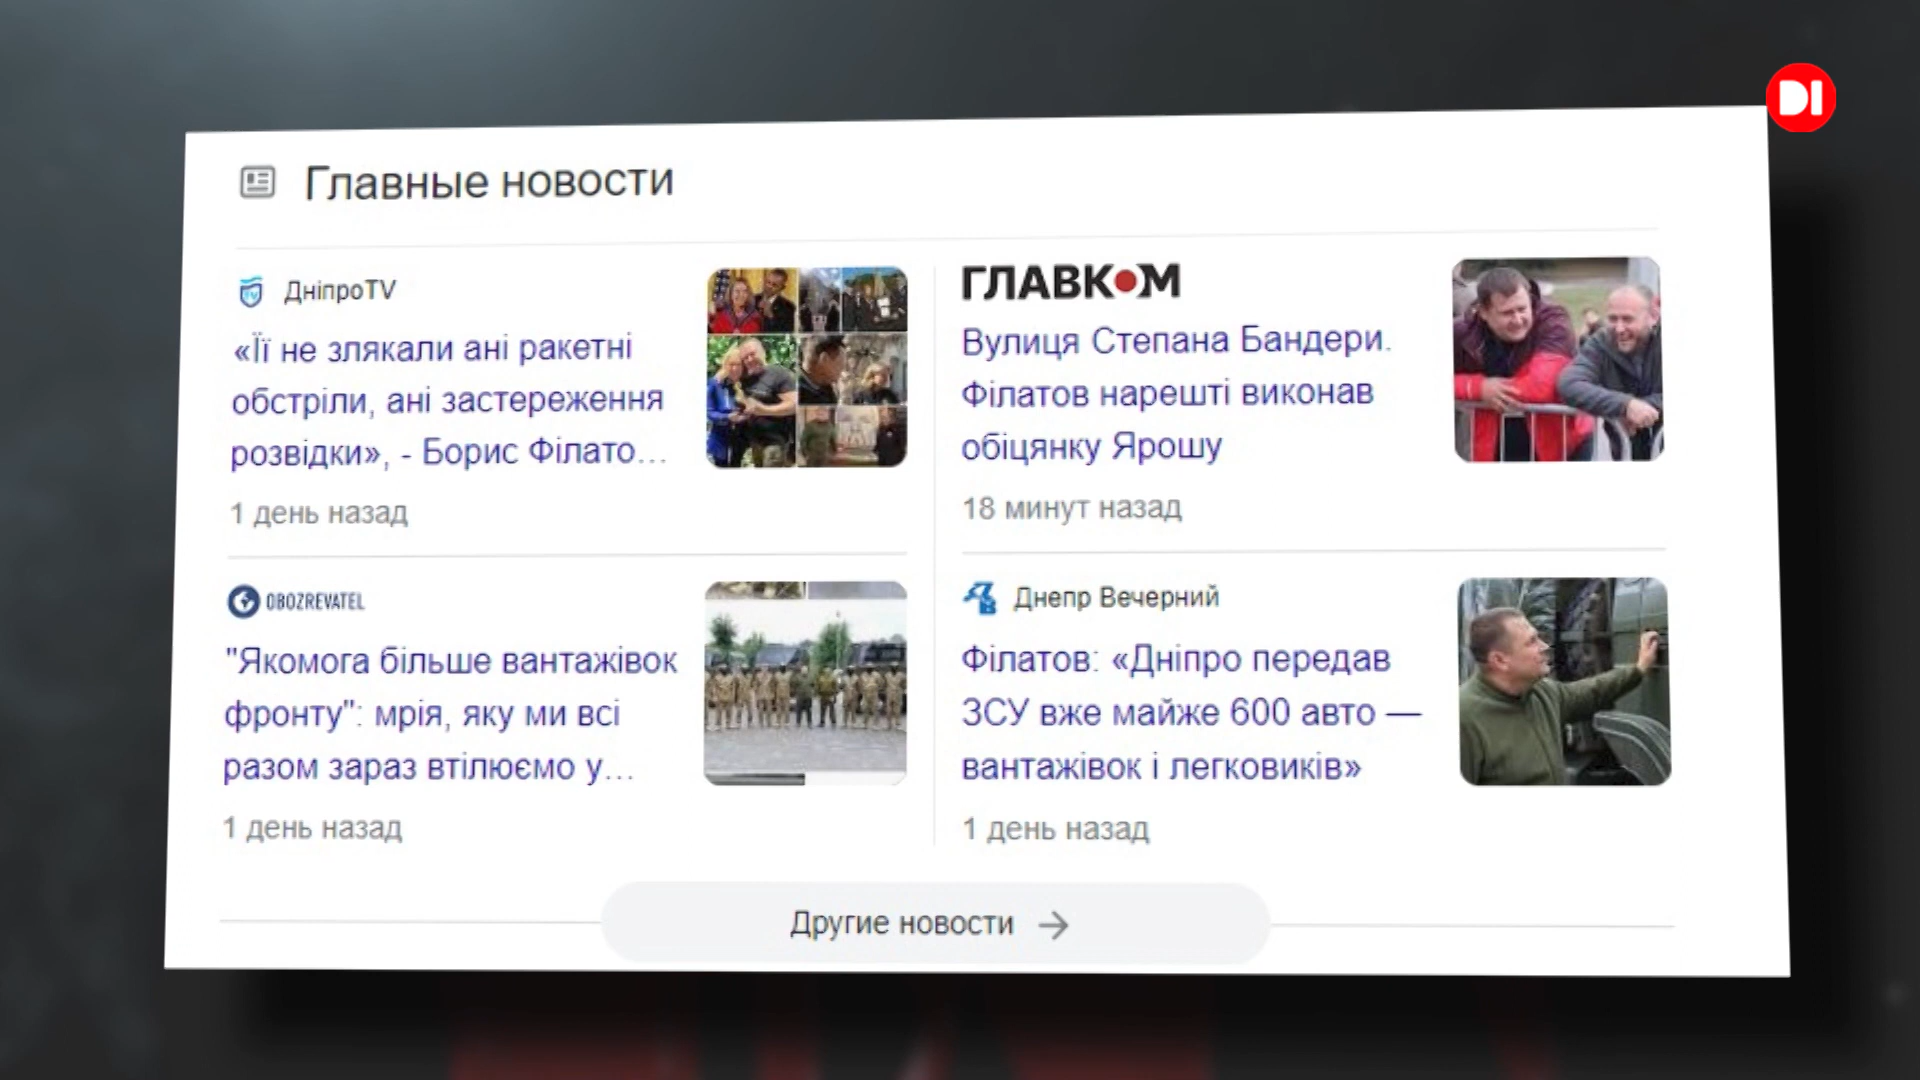 DI
Главные новости
ДніпроTV
«Її не злякали ані ракетні
обстріли, ані застереження
розвідки», - Борис Філато...
1 день назад
ГЛАВКОМ
Вулиця Степана Бандери.
Філатов нарешті виконав
обіцянку Ярошу
18 минут назад
OBOZREVATEL
"Якомога більше вантажівок
фронту": мрія, яку ми всі
разом зараз втілюємо у...
1 день назад
Днепр Вечерний
Філатов: «Дніпро передав
ЗСУ вже майже 600 авто —
вантажівок і легковиків»
1 день назад
Другие новости →